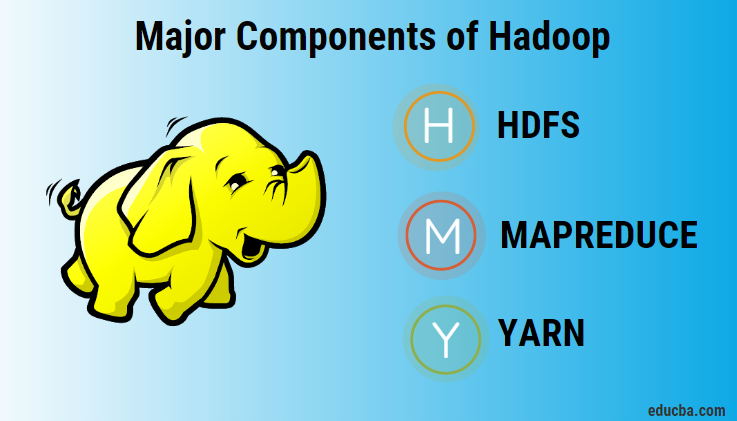 Major Components of Hadoop
H HDFS
M MAPREDUCE
Y YARN
educba.com